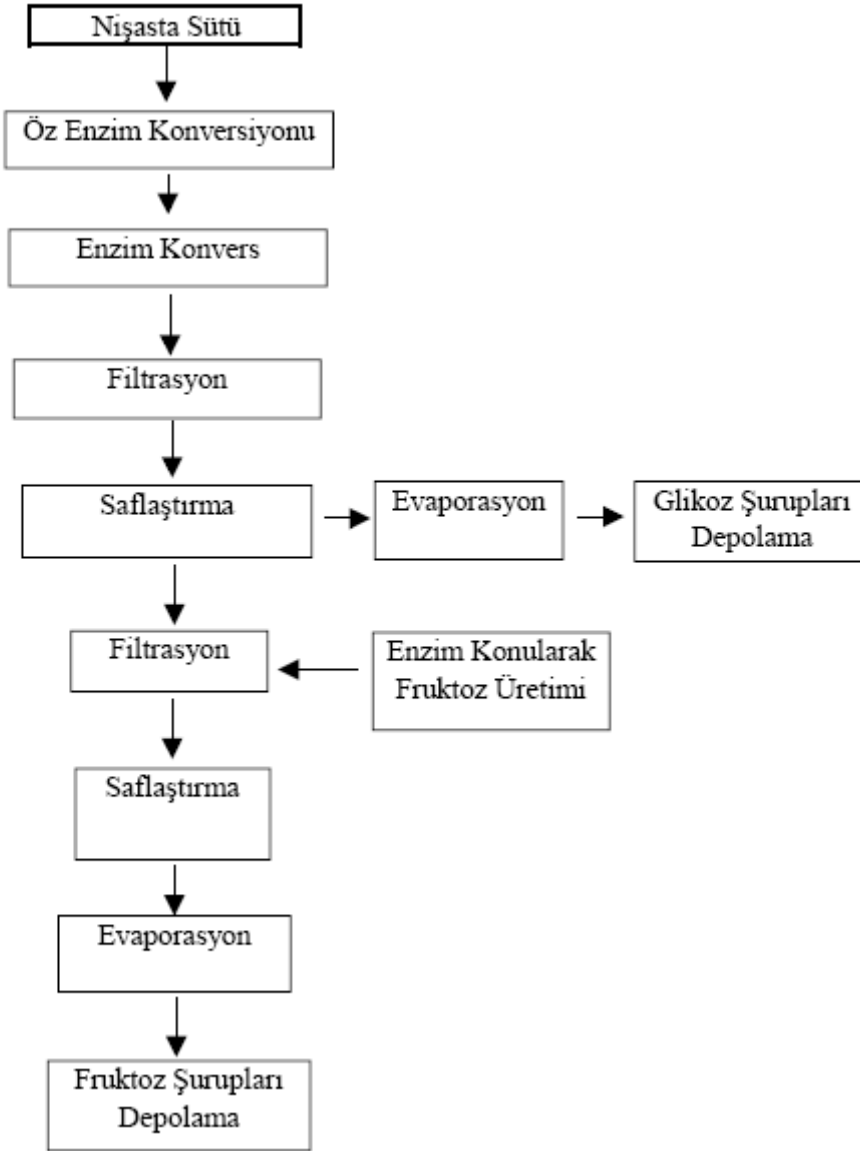 Nişasta Sütü
Öz Enzim Konversiyonu
Enzim Konvers
Filtrasyon
Saflaştırma
Evaporasyon
Glikoz Şurupları
Depolama
Filtrasyon
Enzim Konularak
Fruktoz Üretimi
Saflaştırma
Evaporasyon
Fruktoz Şurupları
Depolama